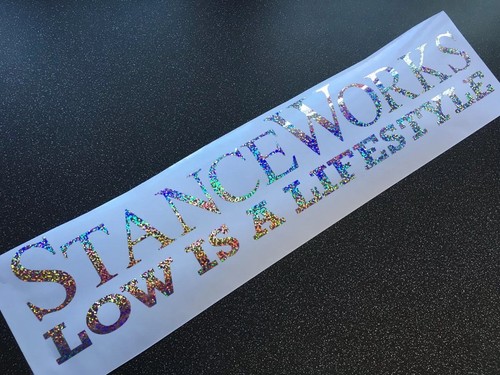 STANCEWORKS
LOW IS A LIFESTYLE